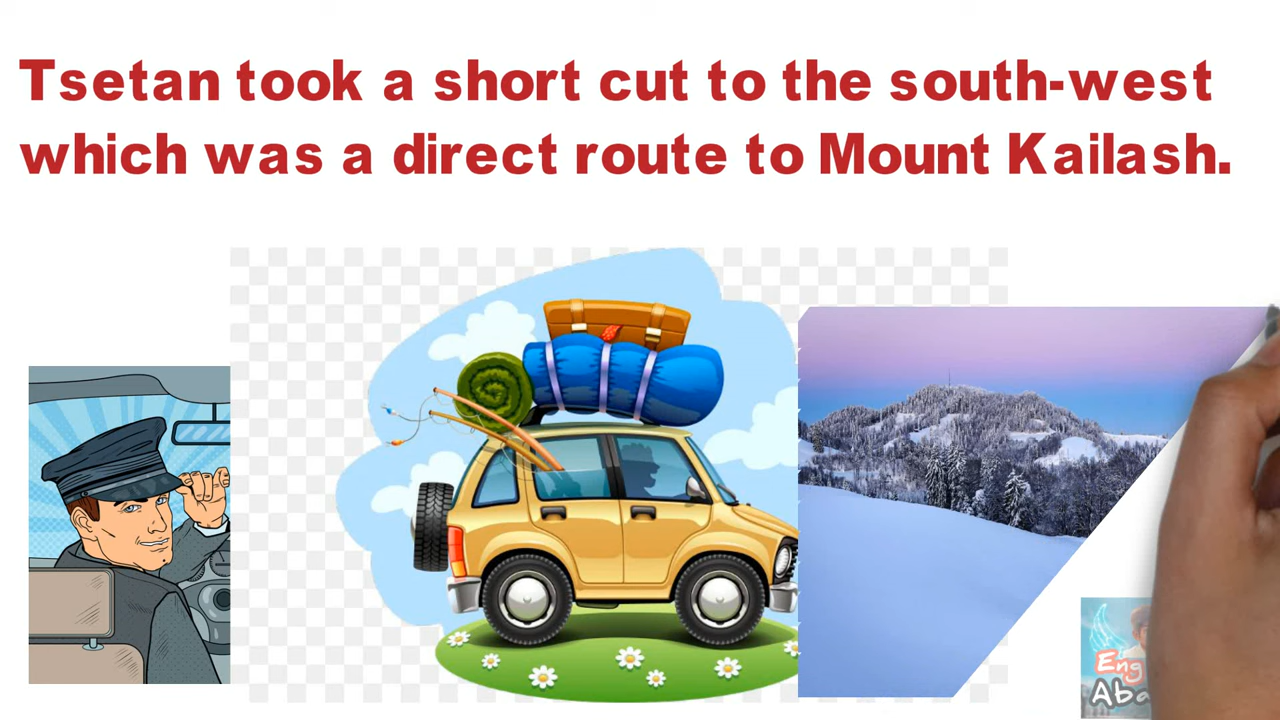 Tsetan took a short cut to the south-west
which was a direct route to Mount Kailash.